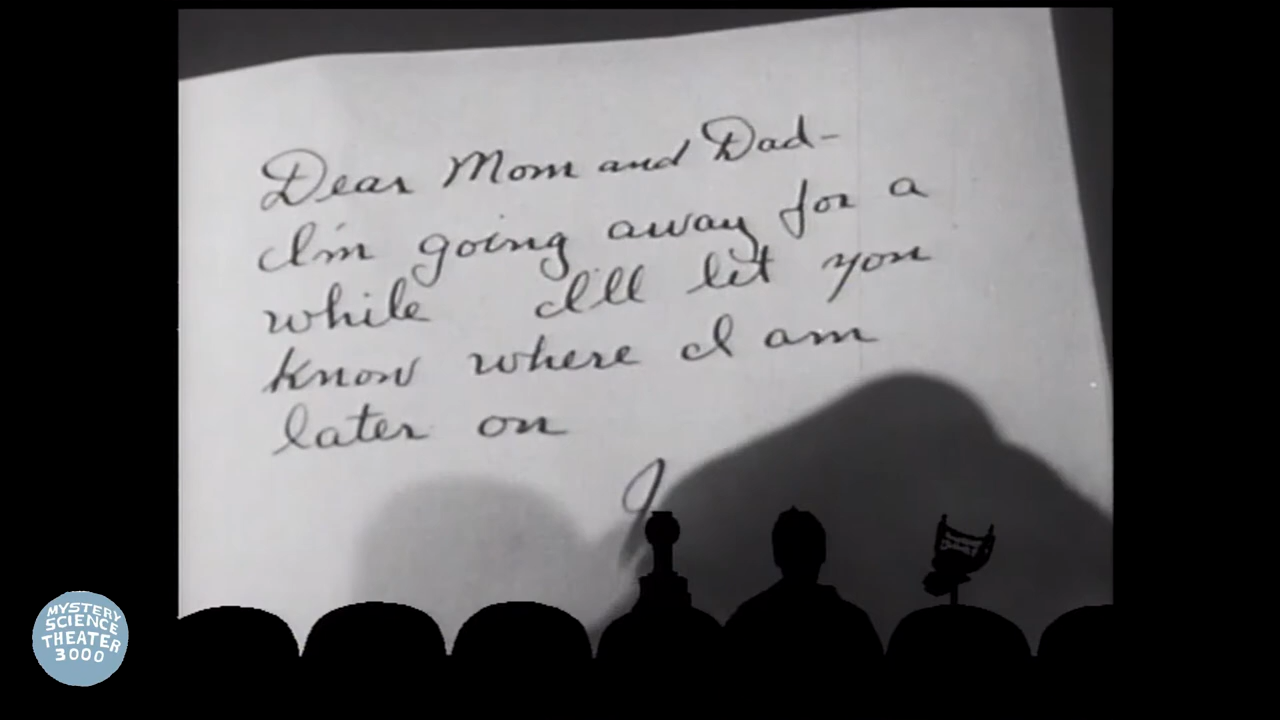 Dear Mom and Dad-
I'm going away for a
while I'll let you
know where I am
later on
J
MYSTERY
SCIENCE
THEATER
3000